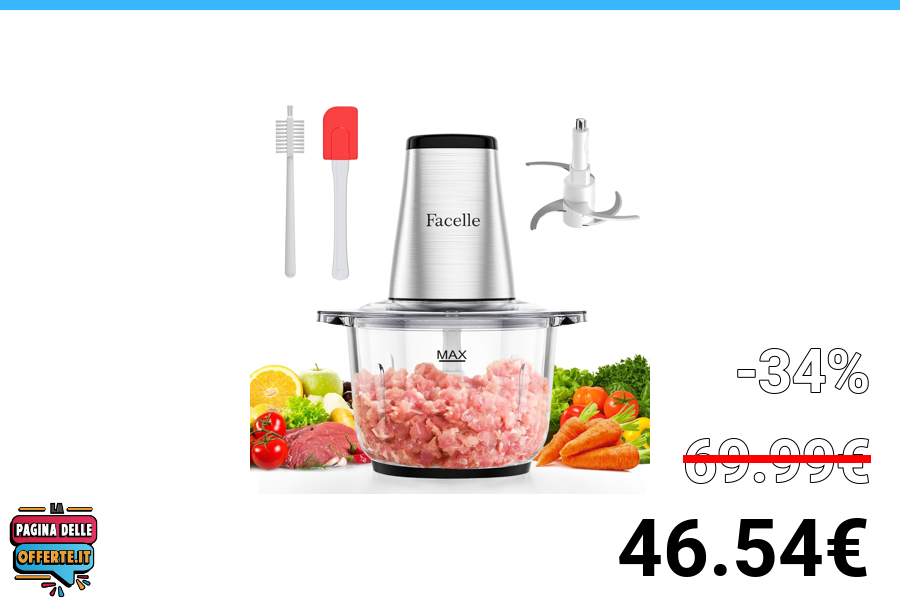 Facelle
MAX
-34%
69.99€
46.54€
LA
PAGINA DELLE
OFFERTE.IT